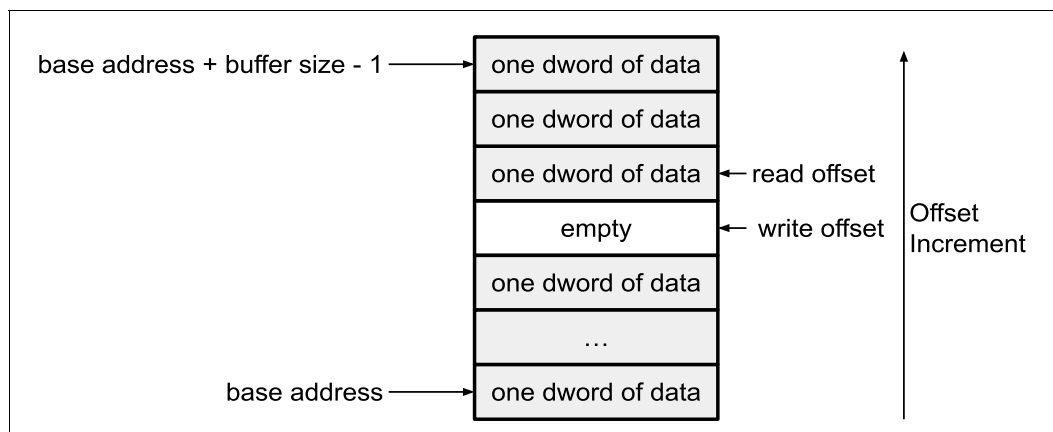 base address + buffer size - 1
one dword of data
one dword of data
one dword of data
read offset
empty
write offset
Offset
Increment
one dword of data
...
base address
one dword of data